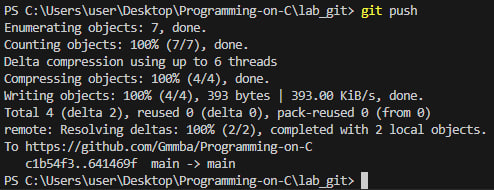 PS C:\Users\user\Desktop\Programming-on-C\lab_git> git push
Enumerating objects: 7, done.
Counting objects: 100% (7/7), done.
Delta compression using up to 6 threads
Compressing objects: 100% (4/4), done.
Writing objects: 100% (4/4), 393 bytes | 393.00 KiB/s, done.
Total 4 (delta 2), reused 0 (delta 0), pack-reused 0 (from 0)
remote: Resolving deltas: 100% (2/2), completed with 2 local objects.
To https://github.com/Gmmba/Programming-on-C
   c1b54f3..641469f  main -> main
PS C:\Users\user\Desktop\Programming-on-C\lab_git>